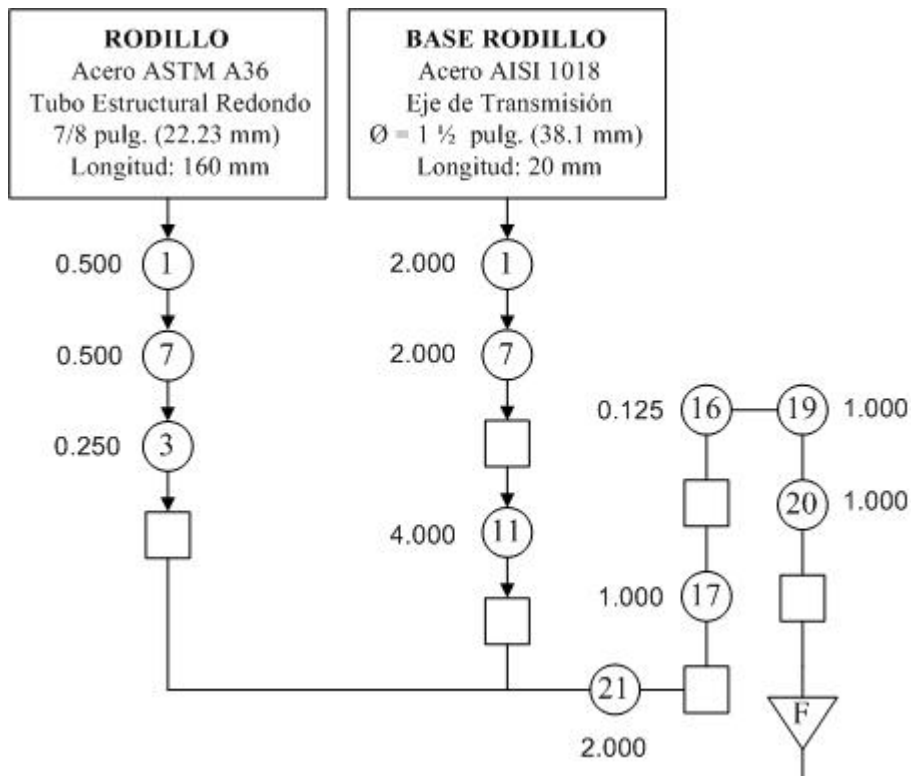 RODILLO
Acero ASTM A36
Tubo Estructural Redondo
7/8 pulg. (22.23 mm)
Longitud: 160 mm
BASE RODILLO
Acero AISI 1018
Eje de Transmisión
Ø = 1 ½ pulg. (38.1 mm)
Longitud: 20 mm
0.500 1
0.500 7
0.250 3
2.000 1
2.000 7
4.000 11
0.125 16
19 1.000
20 1.000
1.000 17
21
2.000
F